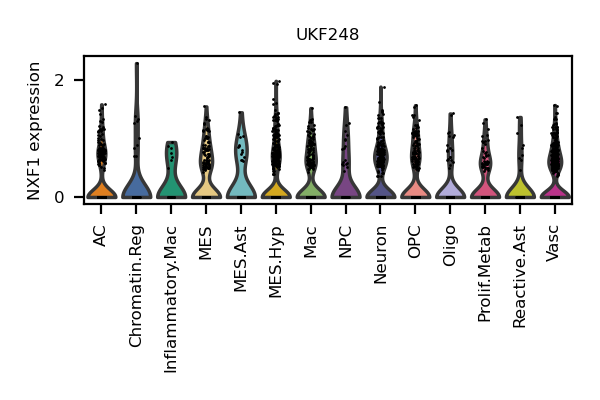 UKF248
NXF1 expression
2
0
AC
Chromatin.Reg
Inflammatory.Mac
MES
MES.Ast
MES.Hyp
Mac
NPC
Neuron
OPC
Oligo
Prolif.Metab
Reactive.Ast
Vasc